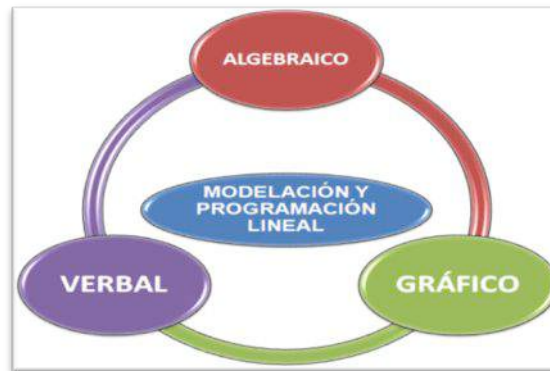 ALGEBRAICO
MODELACIÓN Y
PROGRAMACIÓN
LINEAL
VERBAL
GRÁFICO